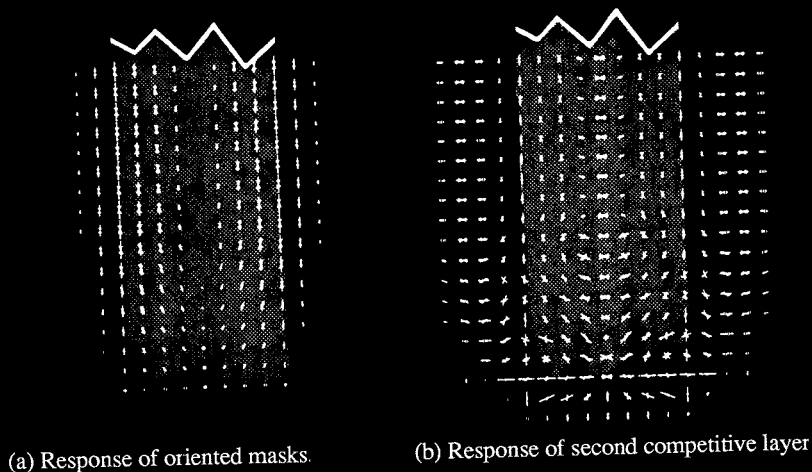 (a) Response of oriented masks.
(b) Response of second competitive layer